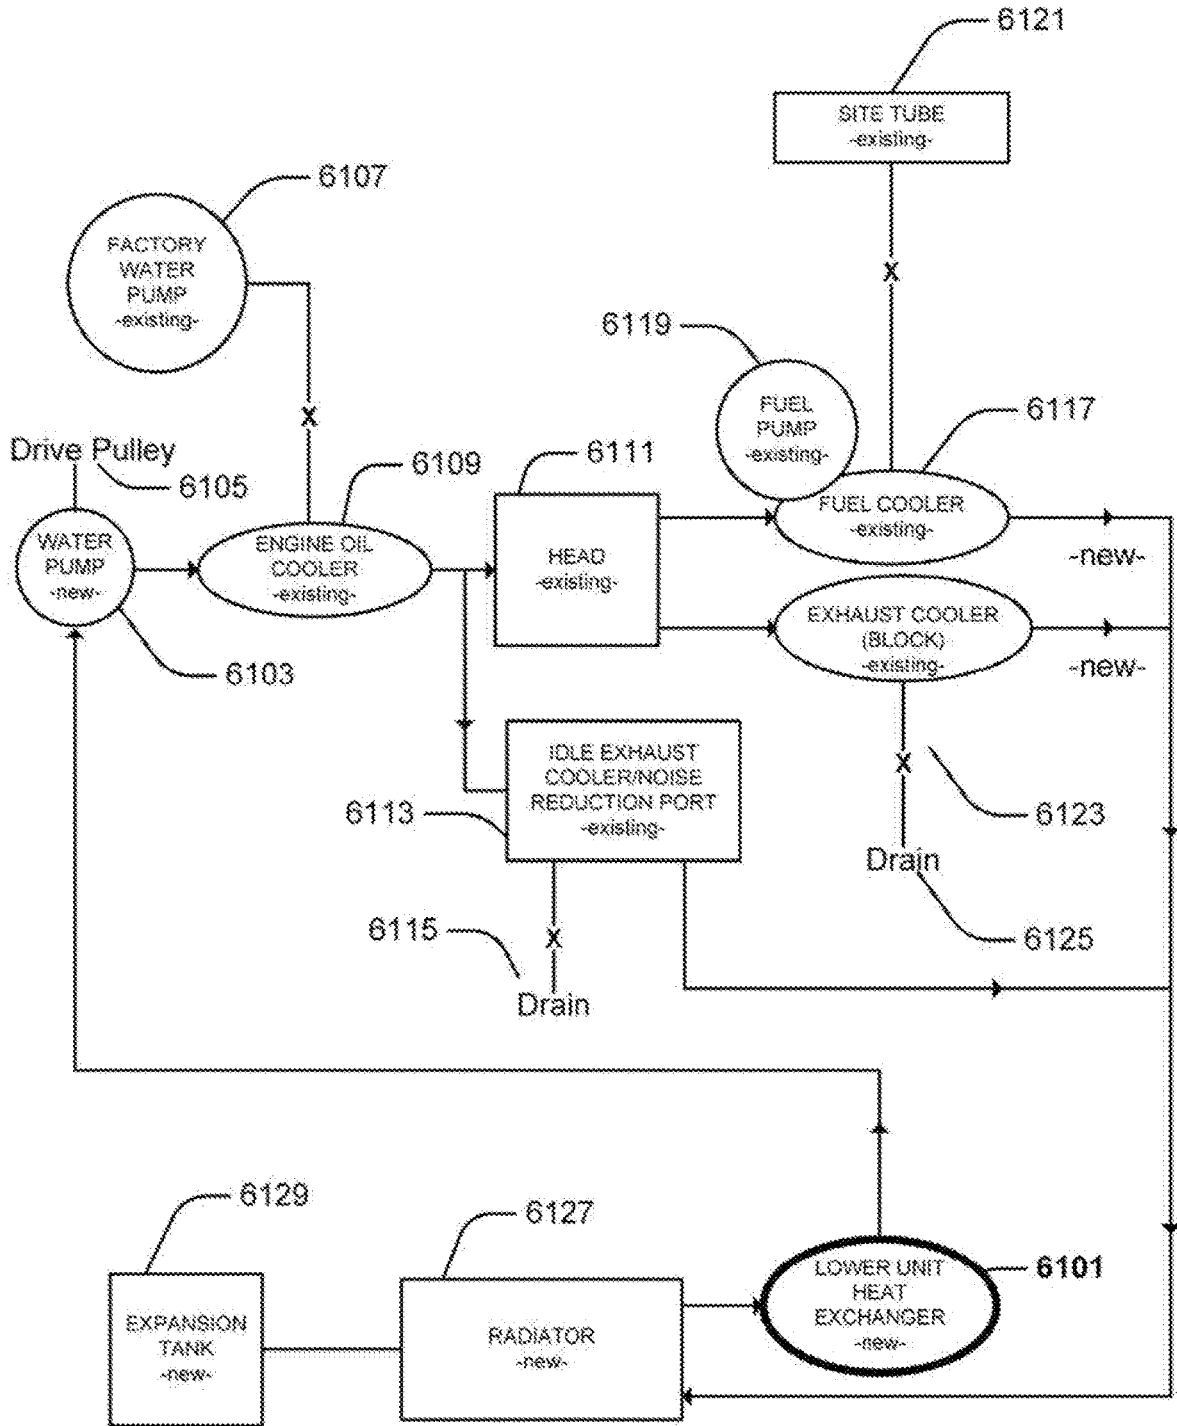 6121
SITE TUBE
-existing-
6107
FACTORY
WATER
PUMP
-existing-
X
6119
FUEL
PUMP
-existing-
6117
X
Drive Pulley
6105
6109
6111
WATER
PUMP
-new-
ENGINE OIL
COOLER
-existing-
HEAD
-existing-
FUEL COOLER
-existing-
-new-
EXHAUST COOLER
(BLOCK)
-existing-
-new-
6103
IDLE EXHAUST
COOLER/NOISE
REDUCTION PORT
-existing-
6113
X
6123
Drain
6125
6115
X
Drain
6129
6127
6101
LOWER UNIT
HEAT
EXCHANGER
-new-
EXPANSION
TANK
-new-
RADIATOR
-new-